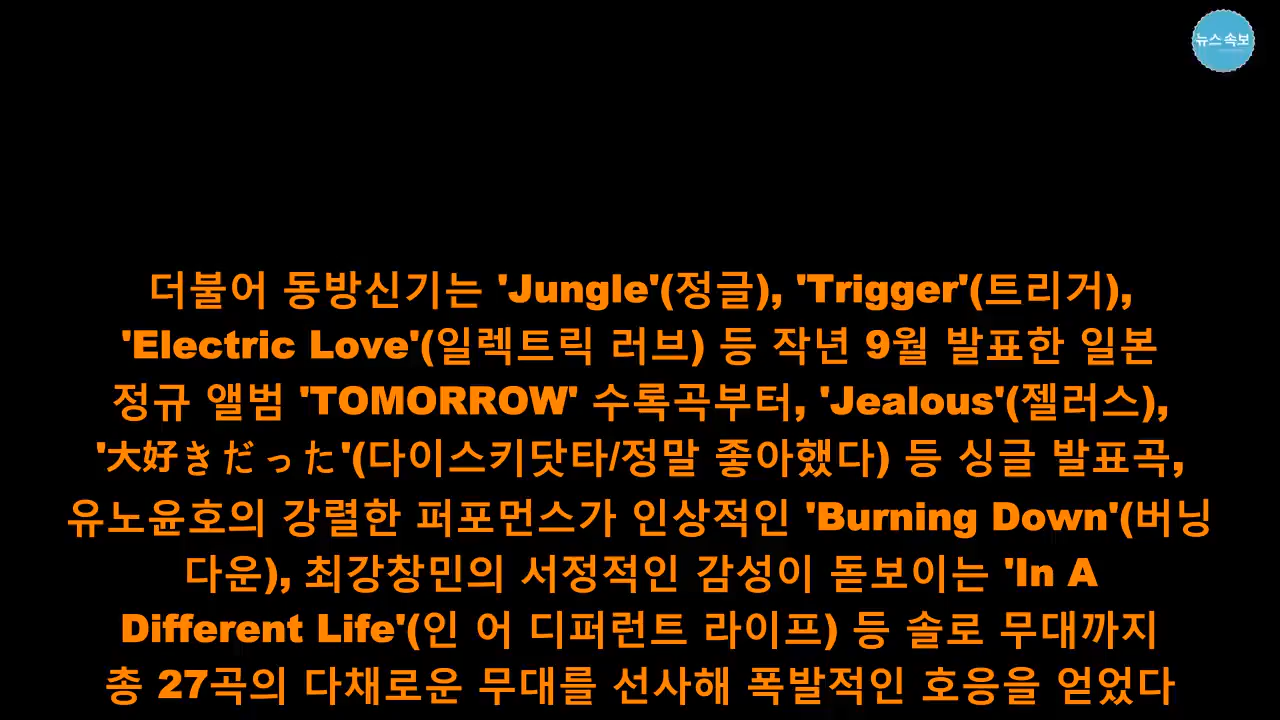 뉴스 속보
더불어 동방신기는 'Jungle'(정글), 'Trigger'(트리거),
'Electric Love'(일렉트릭 러브) 등 작년 9월 발표한 일본
정규 앨범 'TOMORROW' 수록곡부터, 'Jealous'(젤러스),
'大好きだった'(다이스키닷타/정말 좋아했다) 등 싱글 발표곡,
유노윤호의 강렬한 퍼포먼스가 인상적인 'Burning Down'(버닝
다운), 최강창민의 서정적인 감성이 돋보이는 'In A
Different Life'(인 어 디퍼런트 라이프) 등 솔로 무대까지
총 27곡의 다채로운 무대를 선사해 폭발적인 호응을 얻었다